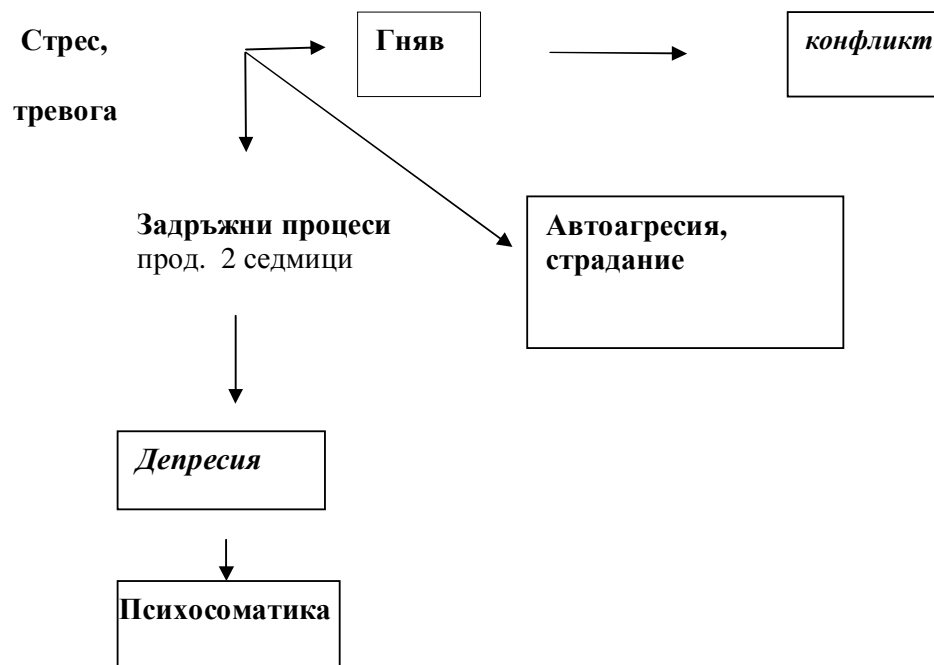 Стрес,
тревога
Гняв
конфликт
Задръжни процеси
прод. 2 седмици
Автоагресия,
страдание
Депресия
Психосоматика